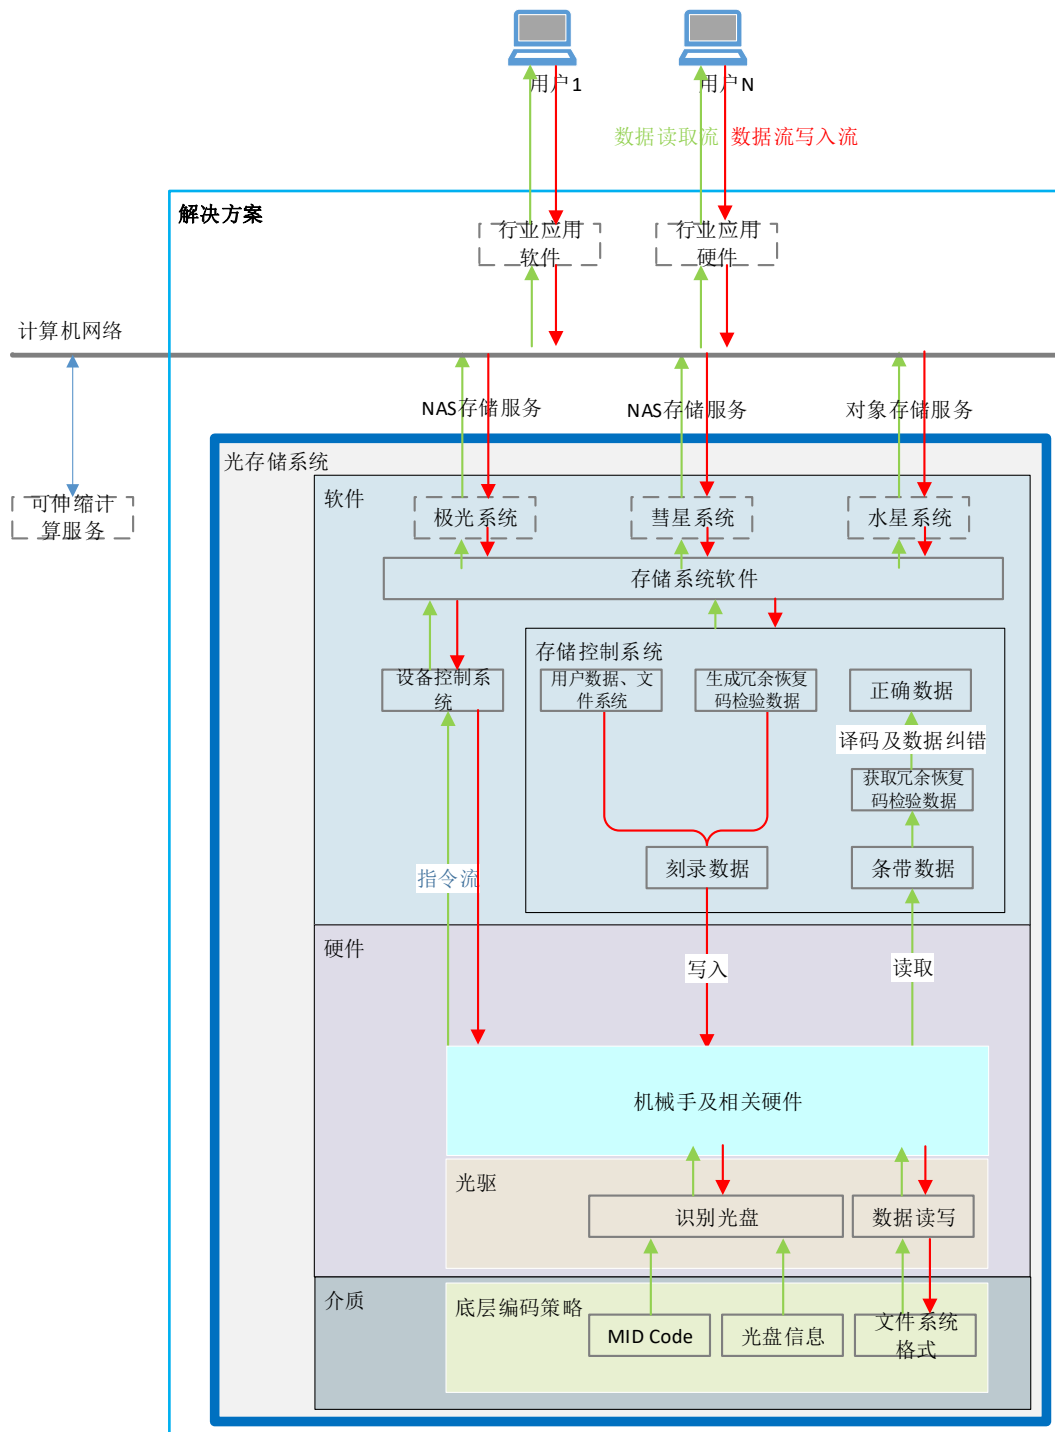 用户1
用户N
数据读取流
数据流写入流
解决方案
行业应用
软件
行业应用
硬件
计算机网络
NAS存储服务
NAS存储服务
对象存储服务
光存储系统
软件
可伸缩计
算服务
极光系统
彗星系统
水星系统
存储系统软件
存储控制系统
设备控制系
统
用户数据、文
件系统
生成冗余恢复
码检验数据
正确数据
译码及数据纠错
获取冗余恢复
码检验数据
刻录数据
条带数据
指令流
硬件
写入
读取
机械手及相关硬件
光驱
识别光盘
数据读写
介质
底层编码策略
MID Code
光盘信息
文件系统
格式